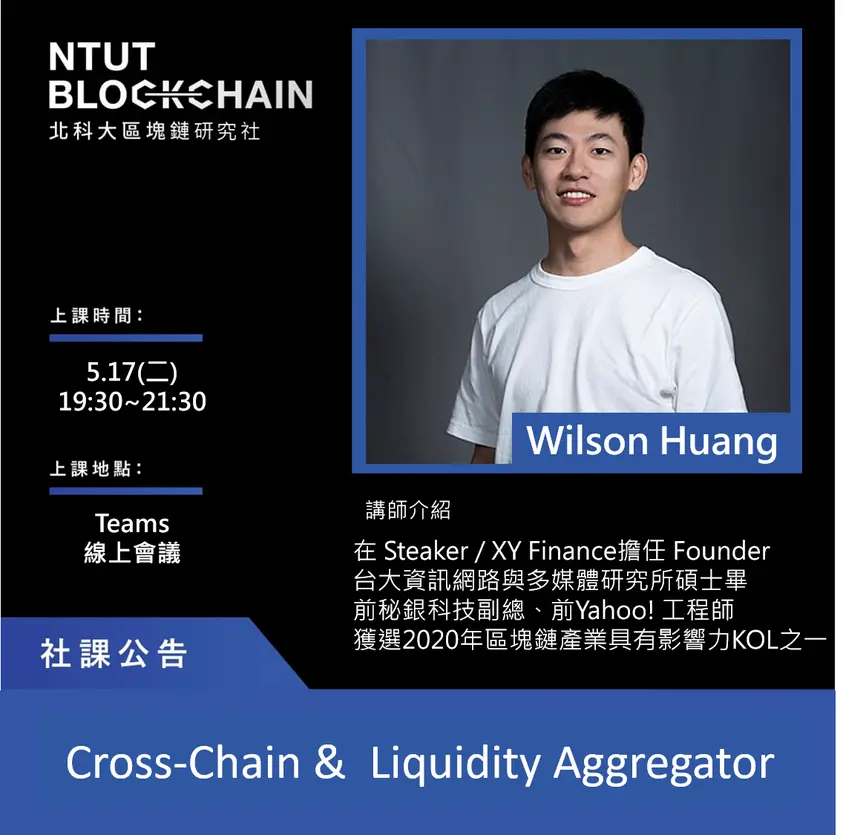 NTUT
BLOCKCHAIN
北科大區塊鏈研究社
上課時間：
5.17(二)
19:30~21:30
上課地點：
Teams
線上會議
Wilson Huang
講師介紹
在 Steaker / XY Finance擔任 Founder
台大資訊網路與多媒體研究所碩士畢
前秘銀科技副總、前Yahoo! 工程師
獲選2020年區塊鏈產業具有影響力KOL之一
社課公告
Cross-Chain &  Liquidity Aggregator